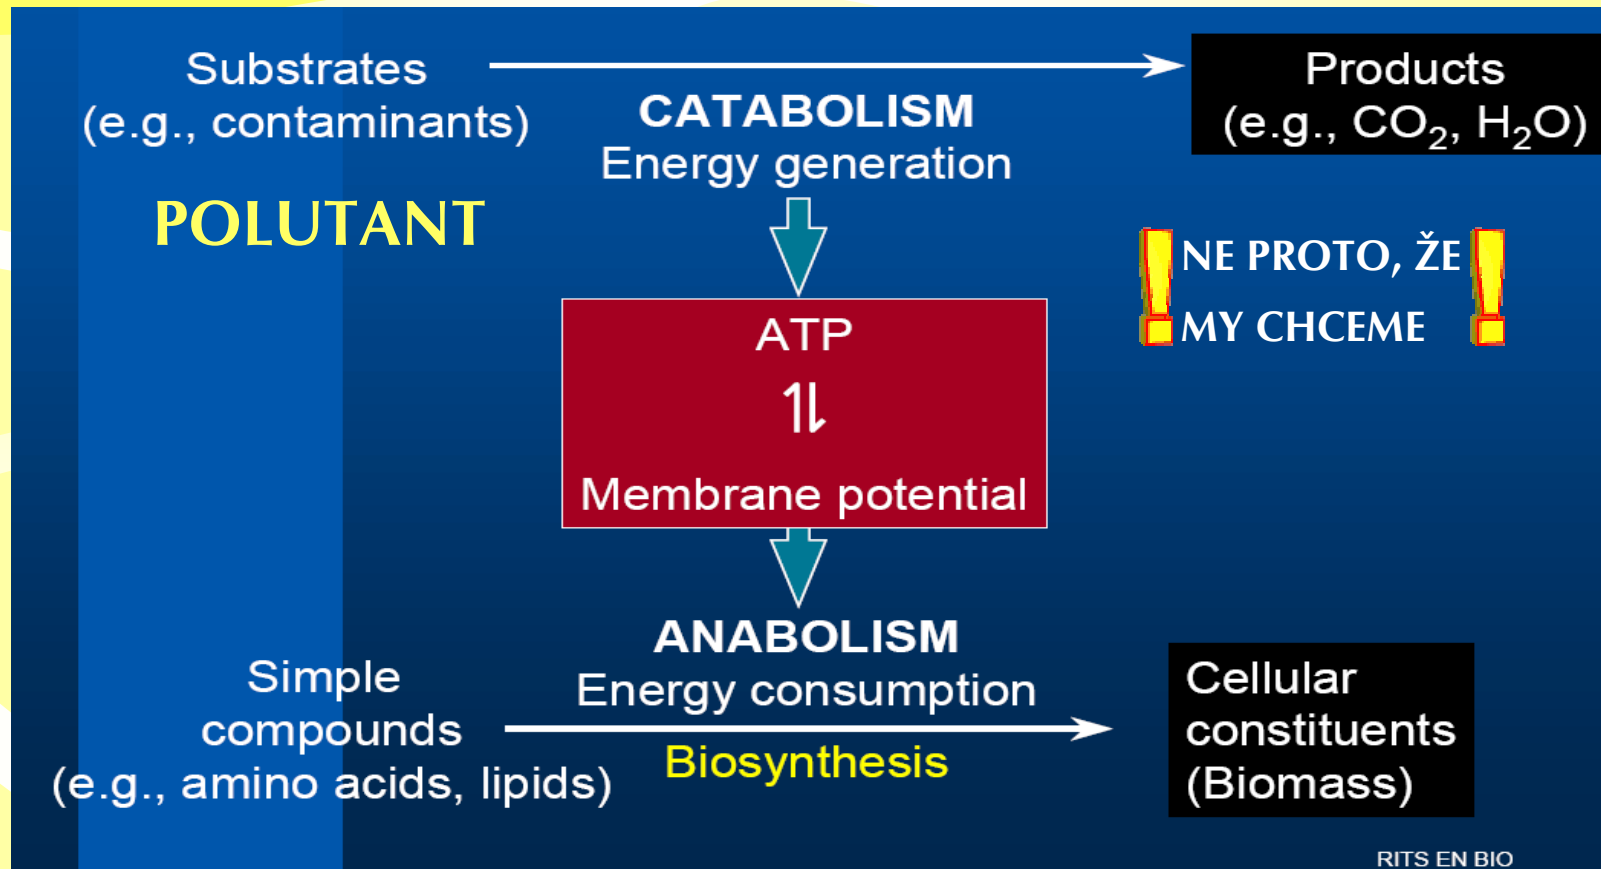 Substrates
(e.g., contaminants)
CATABOLISM
Energy generation
Products
(e.g., CO₂, H₂O)
POLUTANT
! NE PROTO, ŽE !
MY CHCEME
ATP
⇅
Membrane potential
ANABOLISM
Energy consumption
Biosynthesis
Simple
compounds
(e.g., amino acids, lipids)
Cellular
constituents
(Biomass)
RITS EN BIO